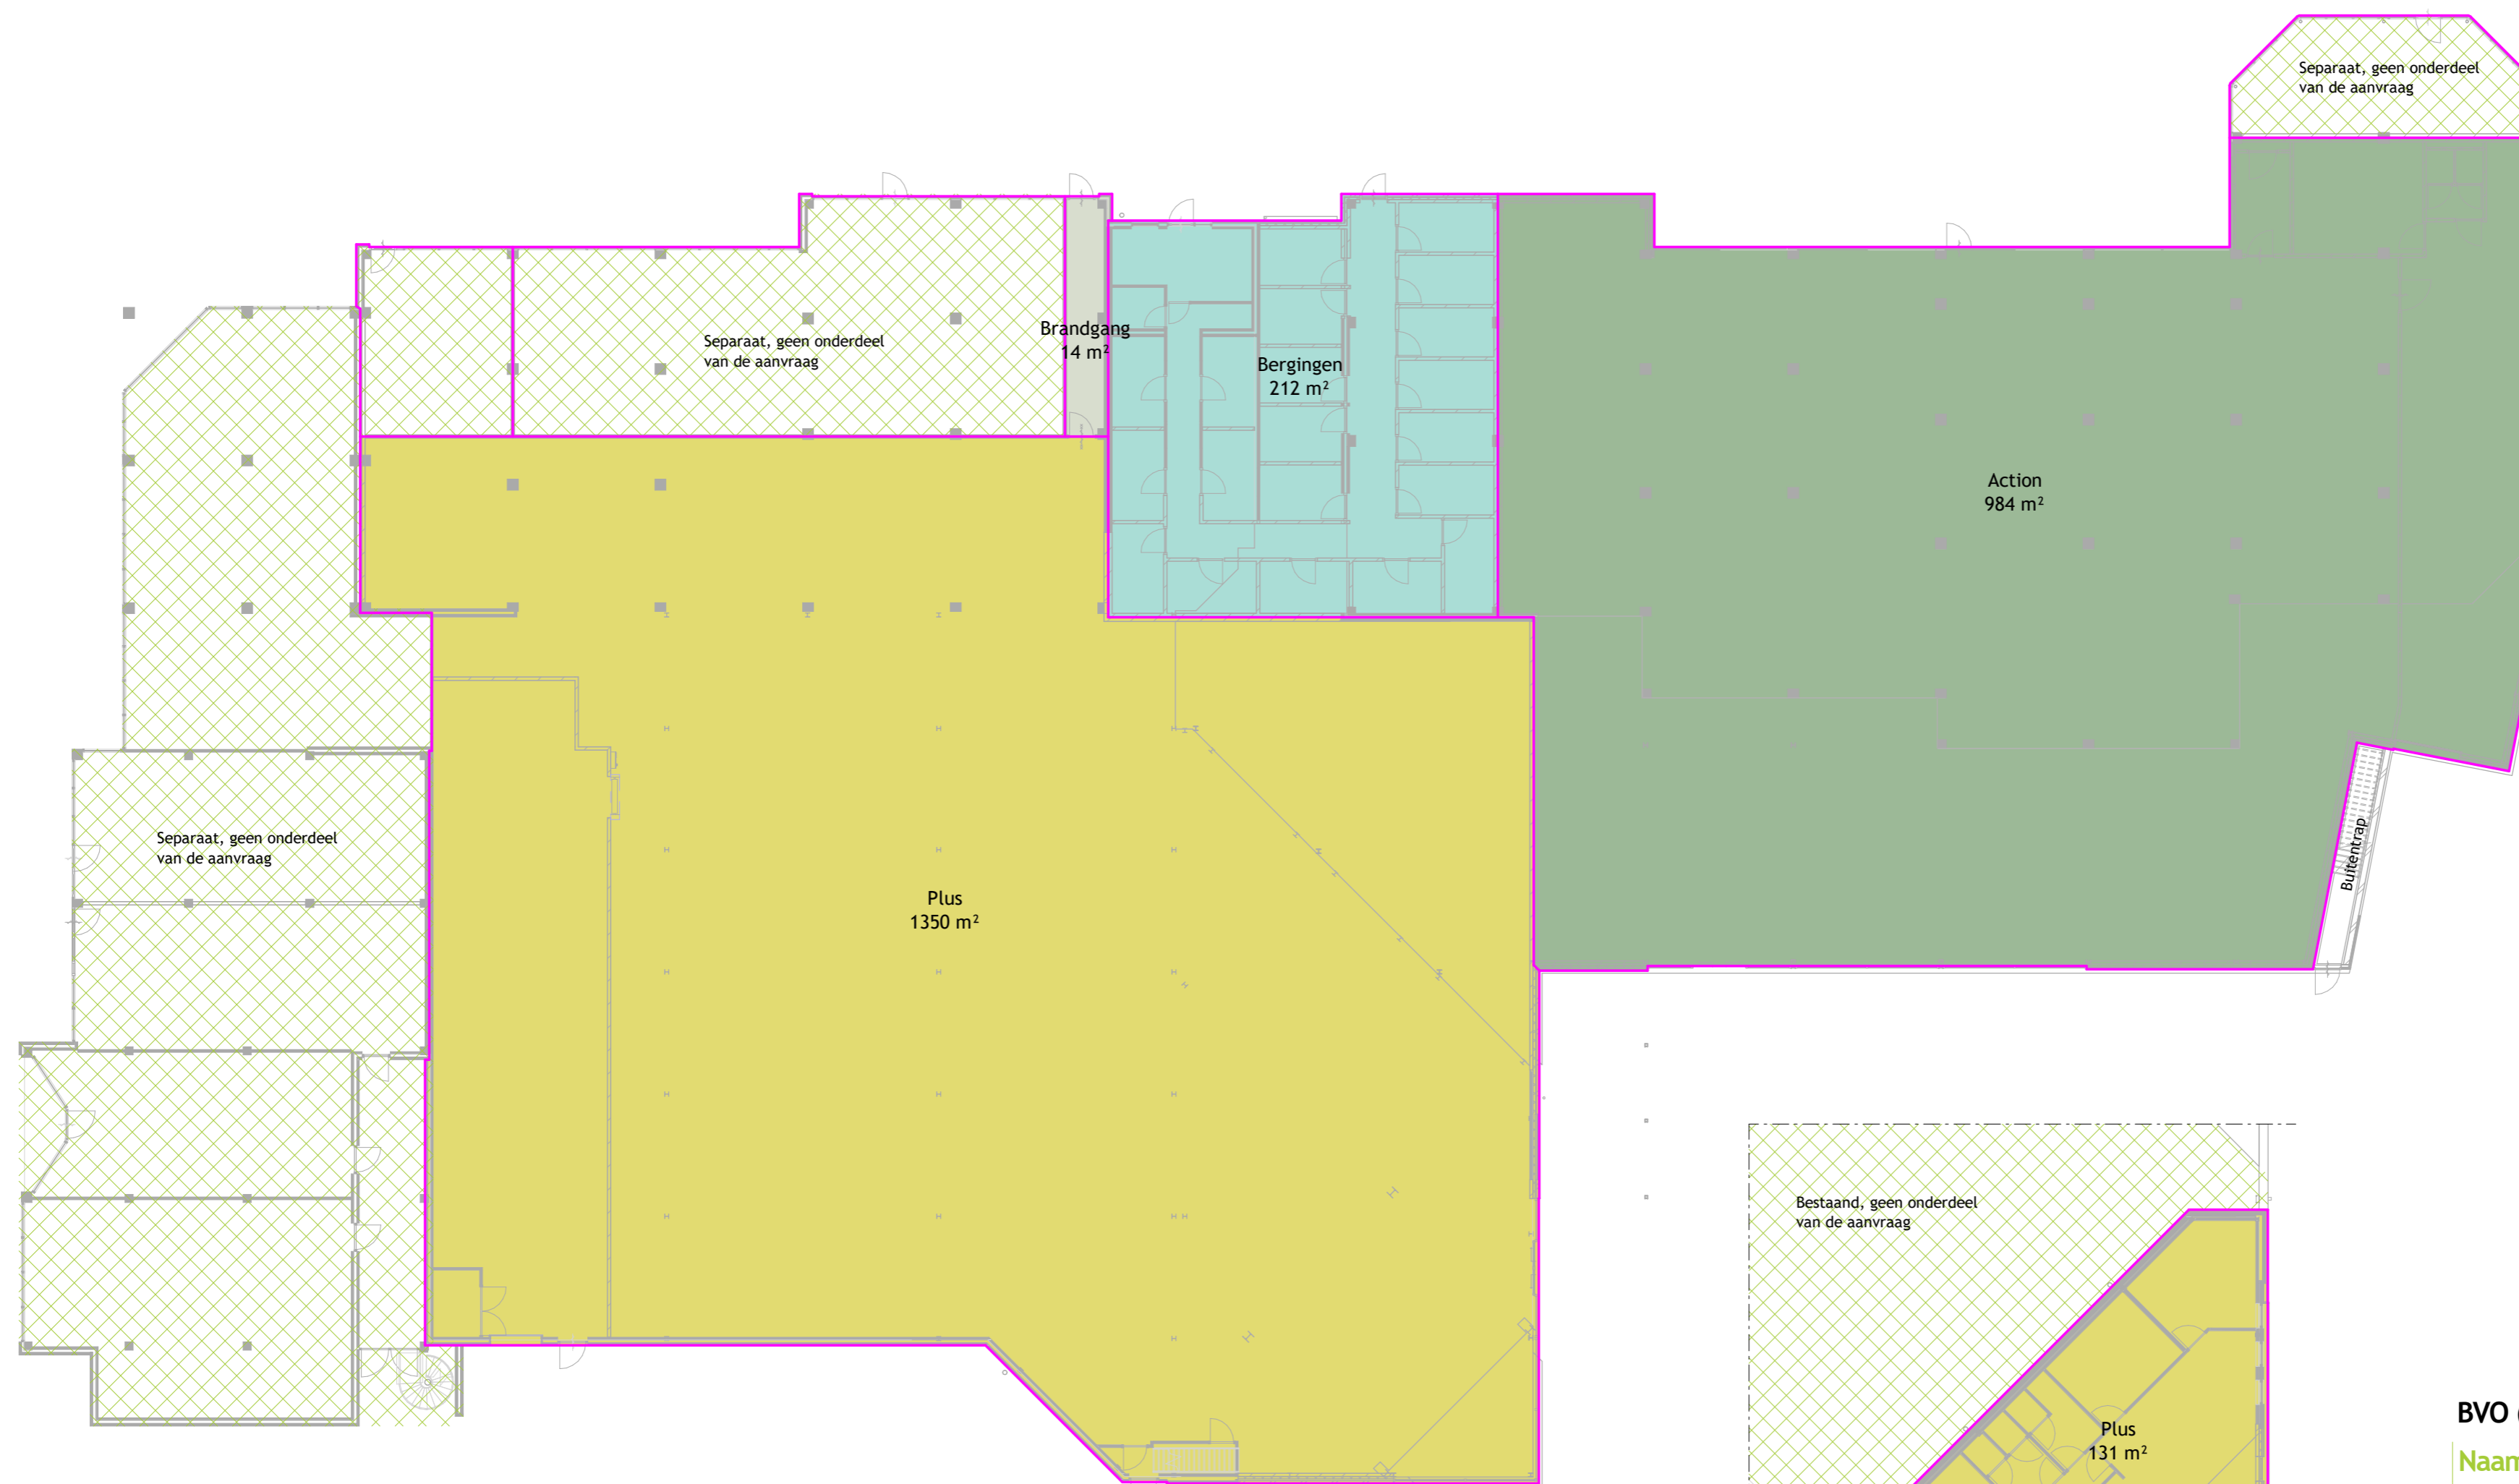 Separaat, geen onderdeel
van de aanvraag
Separaat, geen onderdeel
van de aanvraag
Brandgang
14 m²
Bergingen
212 m²
Action
984 m²
Separaat, geen onderdeel
van de aanvraag
Plus
1350 m²
Buitentrap
Bestaand, geen onderdeel
van de aanvraag
Plus
131 m²
BVO
Naam